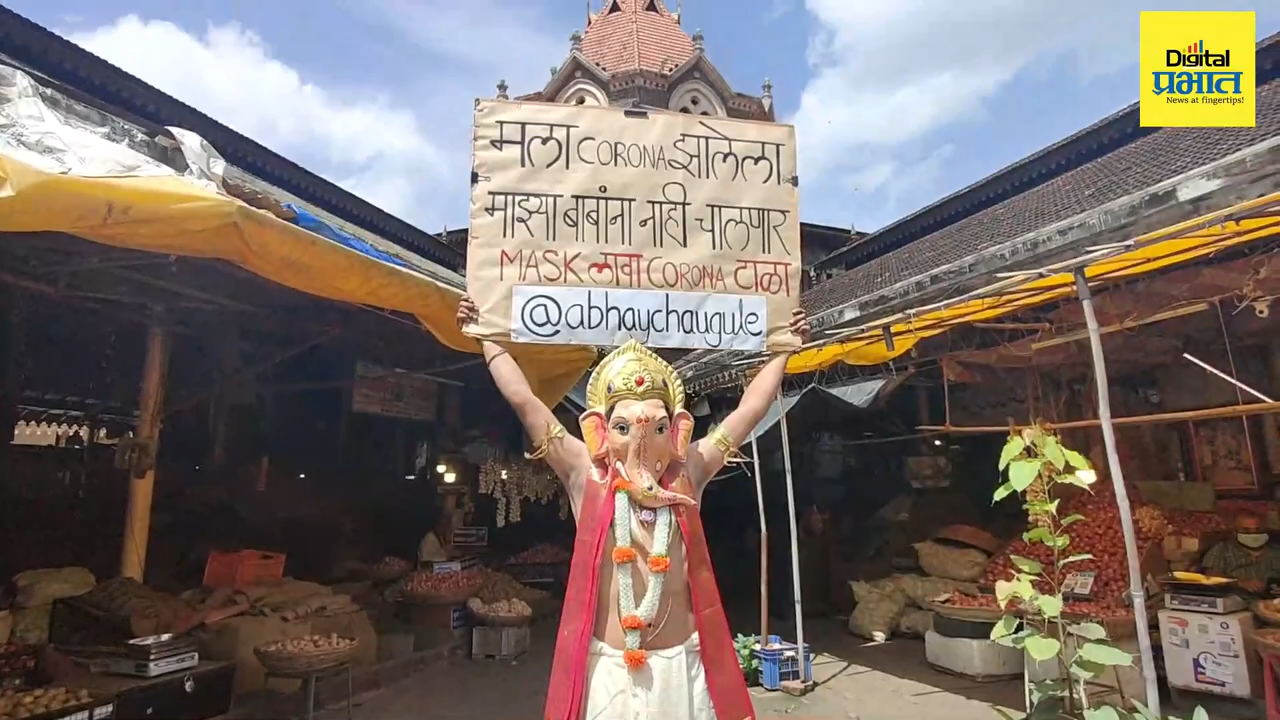 Digital
प्रभात
News at fingertips!
मला CORONA झालेला
माझ्या बाबांना नाही चालणार
MASK लावा CORONA टाळा
@abhaychaugule